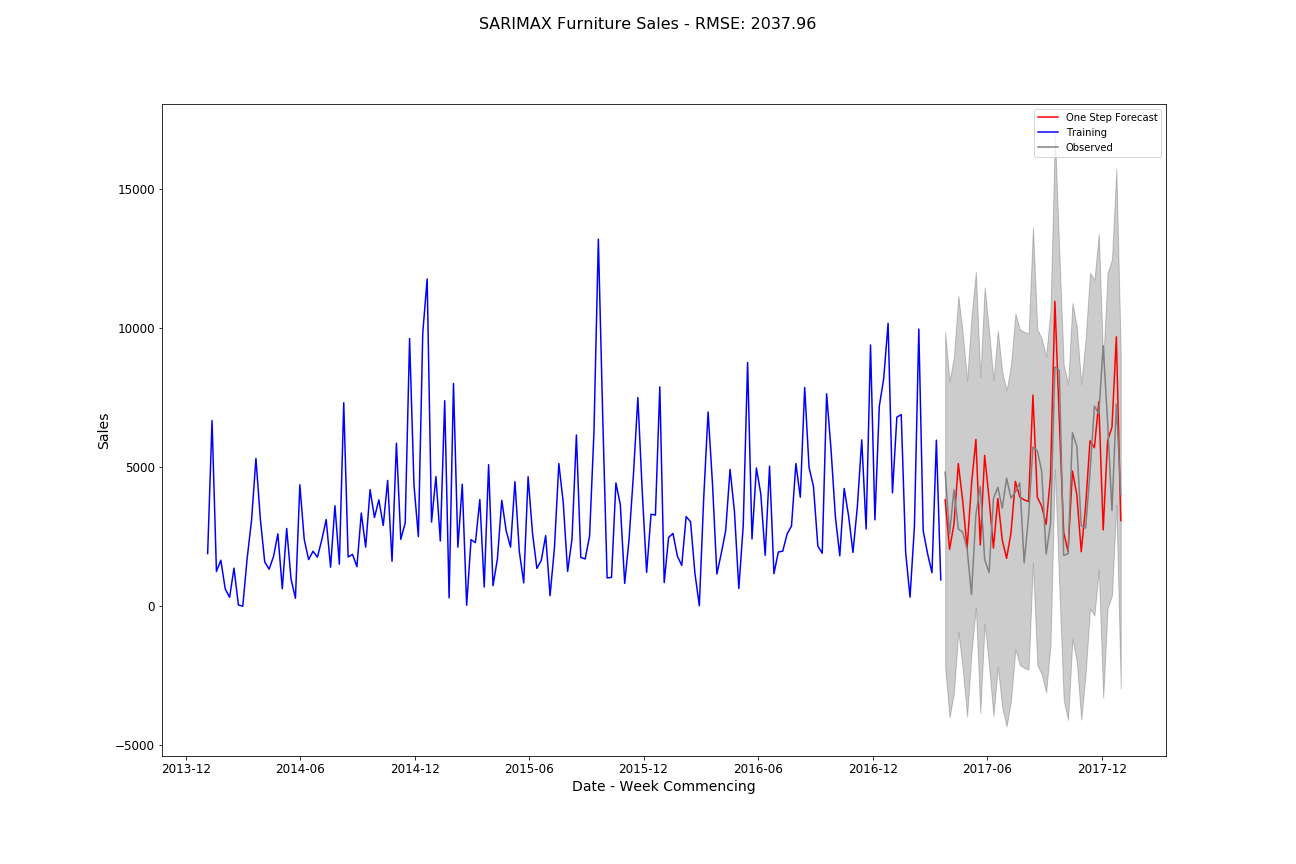 SARIMAX Furniture Sales - RMSE: 2037.96
One Step Forecast
Training
Observed
Sales
15000
10000
5000
0
−5000
2013-12 2014-06 2014-12 2015-06 2015-12 2016-06 2016-12 2017-06 2017-12
Date - Week Commencing